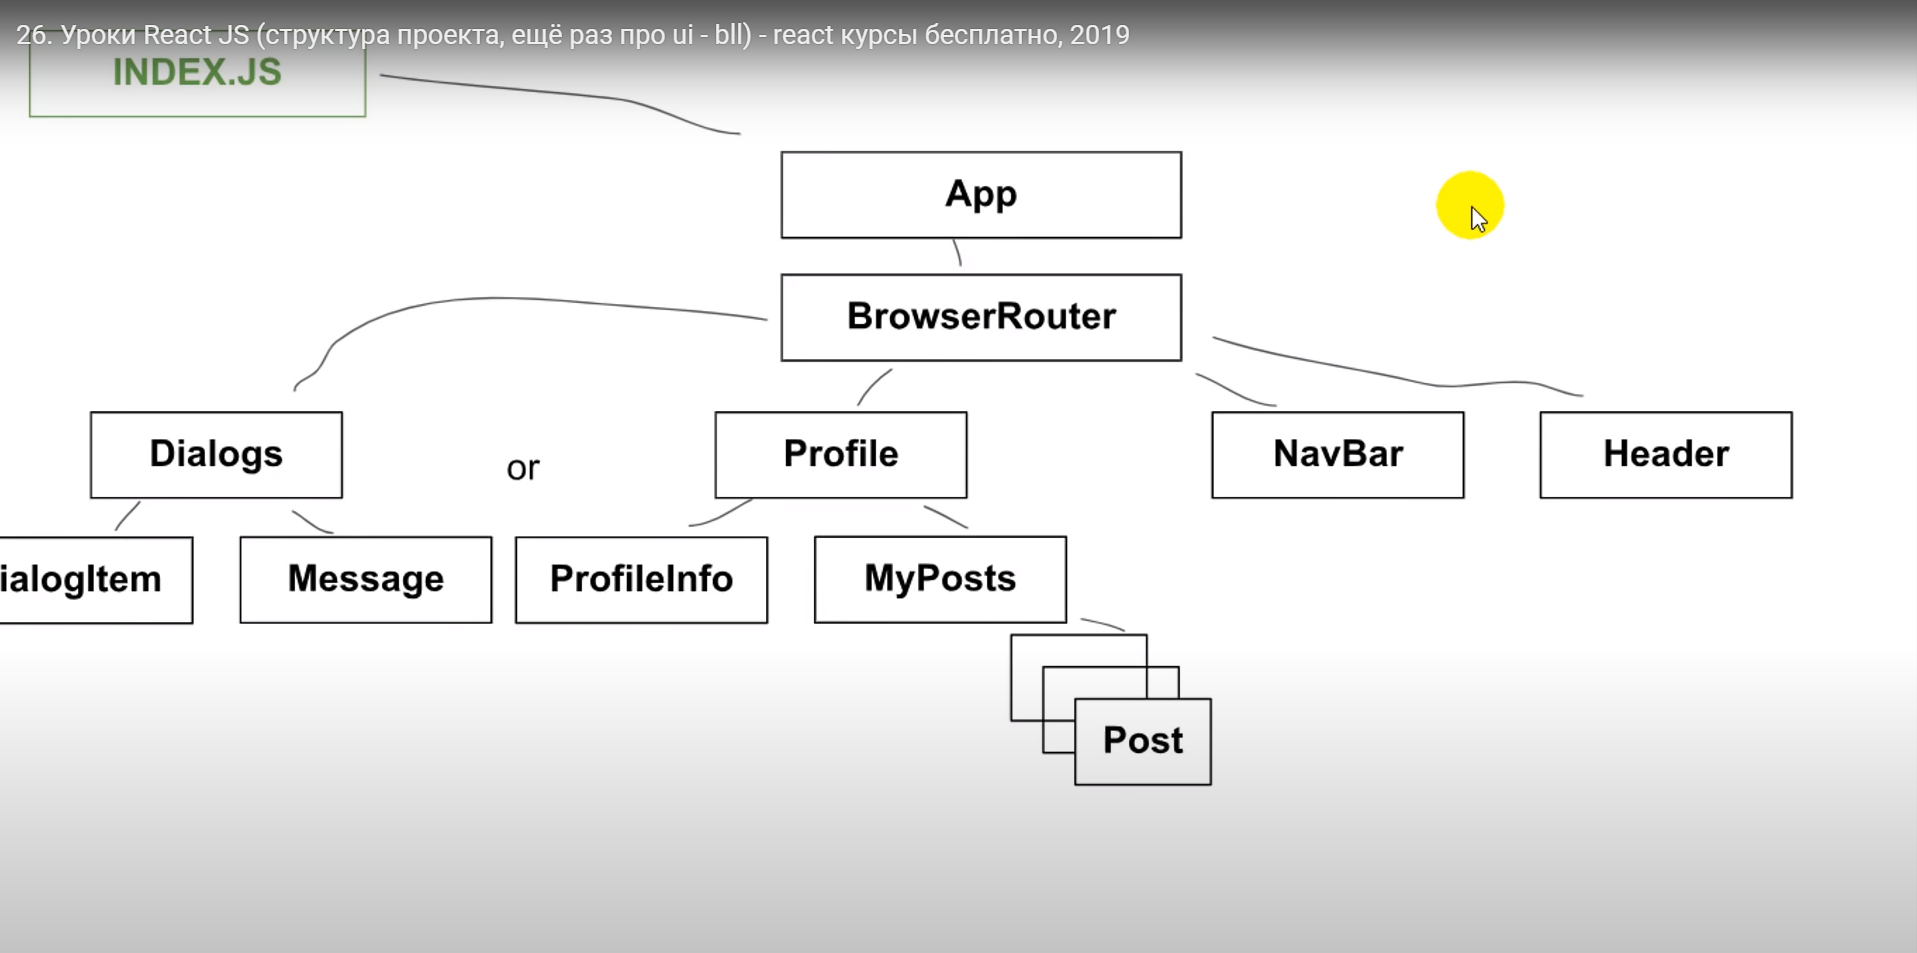 26. Уроки React JS (структура проекта, ещё раз про ui - bll) - react курсы бесплатно, 2019
INDEX.JS
App
BrowserRouter
Dialogs
or
Profile
NavBar
Header
ialogItem
Message
ProfileInfo
MyPosts
Post